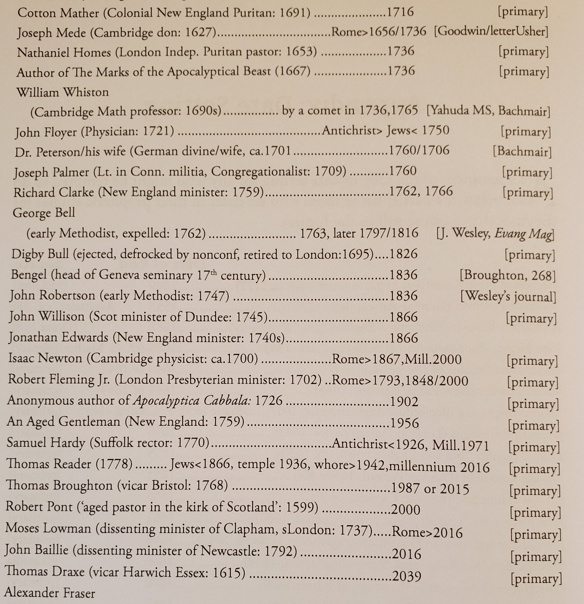 Cotton Mather (Colonial New England Puritan: 1691) ....................1716 [primary]
Joseph Mede (Cambridge don: 1627)...............................Rome>1656/1736 [Goodwin/letterUsher]
Nathaniel Homes (London Indep. Puritan pastor: 1653) ................1736 [primary]
Author of The Marks of the Apocalyptical Beast (1667) ................1736 [primary]
William Whiston
(Cambridge Math professor: 1690s)............... by a comet in 1736,1765 [Yahuda MS, Bachmair]
John Floyer (Physician: 1721) .......................................Antichrist> Jews< 1750 [primary]
Dr. Peterson/his wife (German divine/wife, ca.1701 ........................1760/1706 [Bachmair]
Joseph Palmer (Lt. in Conn. militia, Congregationalist: 1709) ...........1760 [primary]
Richard Clarke (New England minister: 1759)..........................1762, 1766 [primary]
George Bell
(early Methodist, expelled: 1762) ........................ 1763, later 1797/1816 [J. Wesley, Evang Mag]
Digby Bull (ejected, defrocked by nonconf, retired to London:1695)....1826 [primary]
Bengel (head of Geneva seminary 17th century) .............................1836 [Broughton, 268]
John Robertson (early Methodist: 1747) .......................................1836 [Wesley's journal]
John Willison (Scot minister of Dundee: 1745)..............................1866 [primary]
Jonathan Edwards (New England minister: 1740s)..........................1866
Isaac Newton (Cambridge physicist: ca.1700) ................Rome>1867,Mill.2000 [primary]
Robert Fleming Jr. (London Presbyterian minister: 1702) ..Rome>1793,1848/2000 [primary]
Anonymous author of Apocalyptica Cabbala: 1726 ..........................1902 [primary]
An Aged Gentleman (New England: 1759) ....................................1956 [primary]
Samuel Hardy (Suffolk rector: 1770)...........................Antichrist<1926, Mill.1971 [primary]
Thomas Reader (1778) ......... Jews<1866, temple 1936, whore>1942,millennium 2016 [primary]
Thomas Broughton (vicar Bristol: 1768) ....................................1987 or 2015 [primary]
Robert Pont ('aged pastor in the kirk of Scotland': 1599) ...................2000 [primary]
Moses Lowman (dissenting minister of Clapham, sLondon: 1737).....Rome>2016 [primary]
John Baillie (dissenting minister of Newcastle: 1792) .........................2016 [primary]
Thomas Draxe (vicar Harwich Essex: 1615) ....................................2039 [primary]
Alexander Fraser